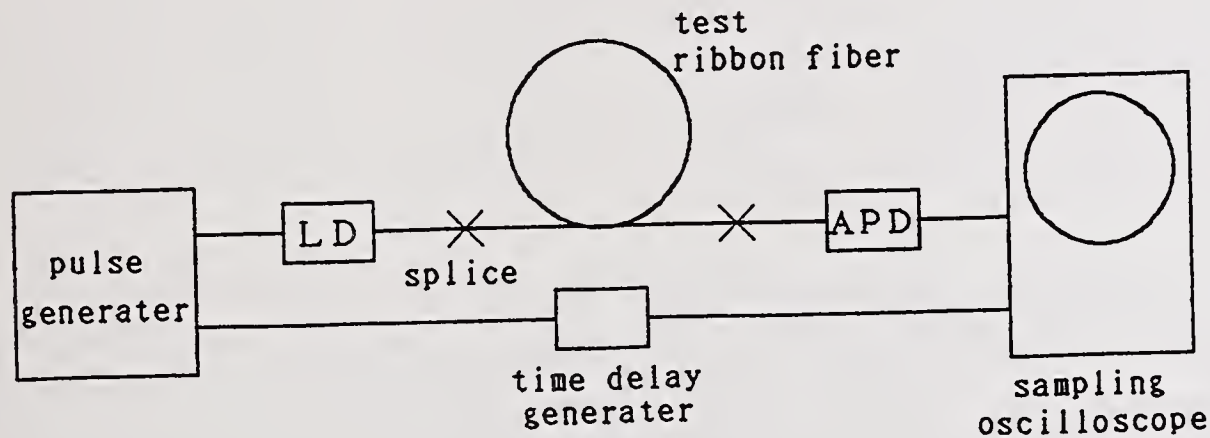 test
ribbon fiber
LD
APD
pulse
generater
splice
time delay
generater
sampling
oscilloscope